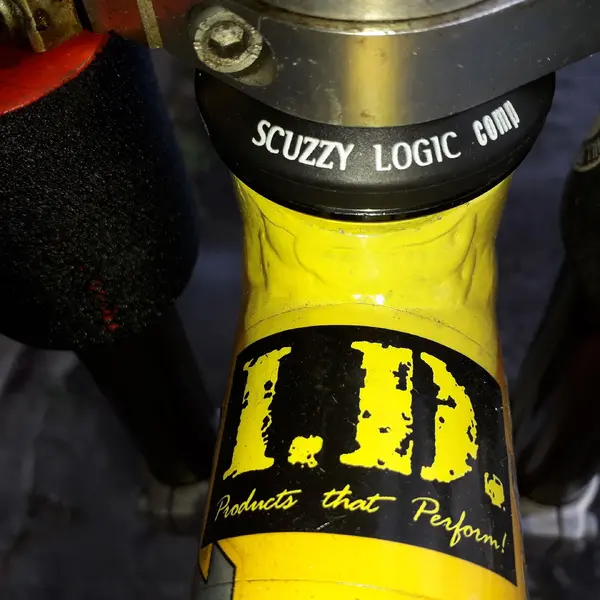 SCUZZY LOGIC comp
I.D.
Products that Perform!